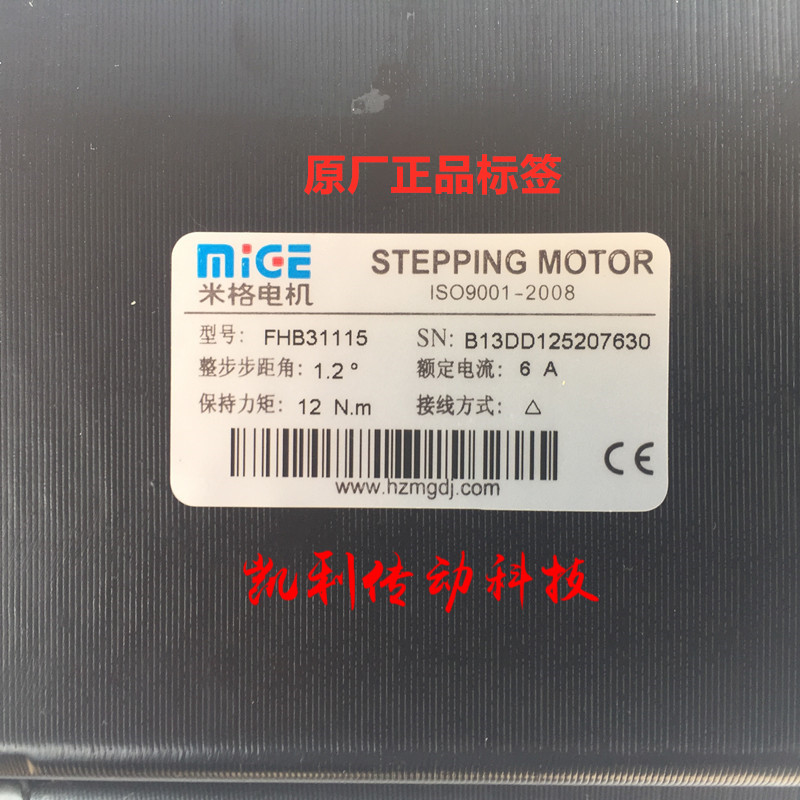 原厂正品标签
MiGE
STEPPING MOTOR
米格电机
ISO9001-2008
型号: FHB31115
SN: B13DD125207630
整步步距角: 1.2°
额定电流: 6 A
保持力矩: 12 N.m
接线方式: △
CE
www.hzmgdj.com
凯利传动科技